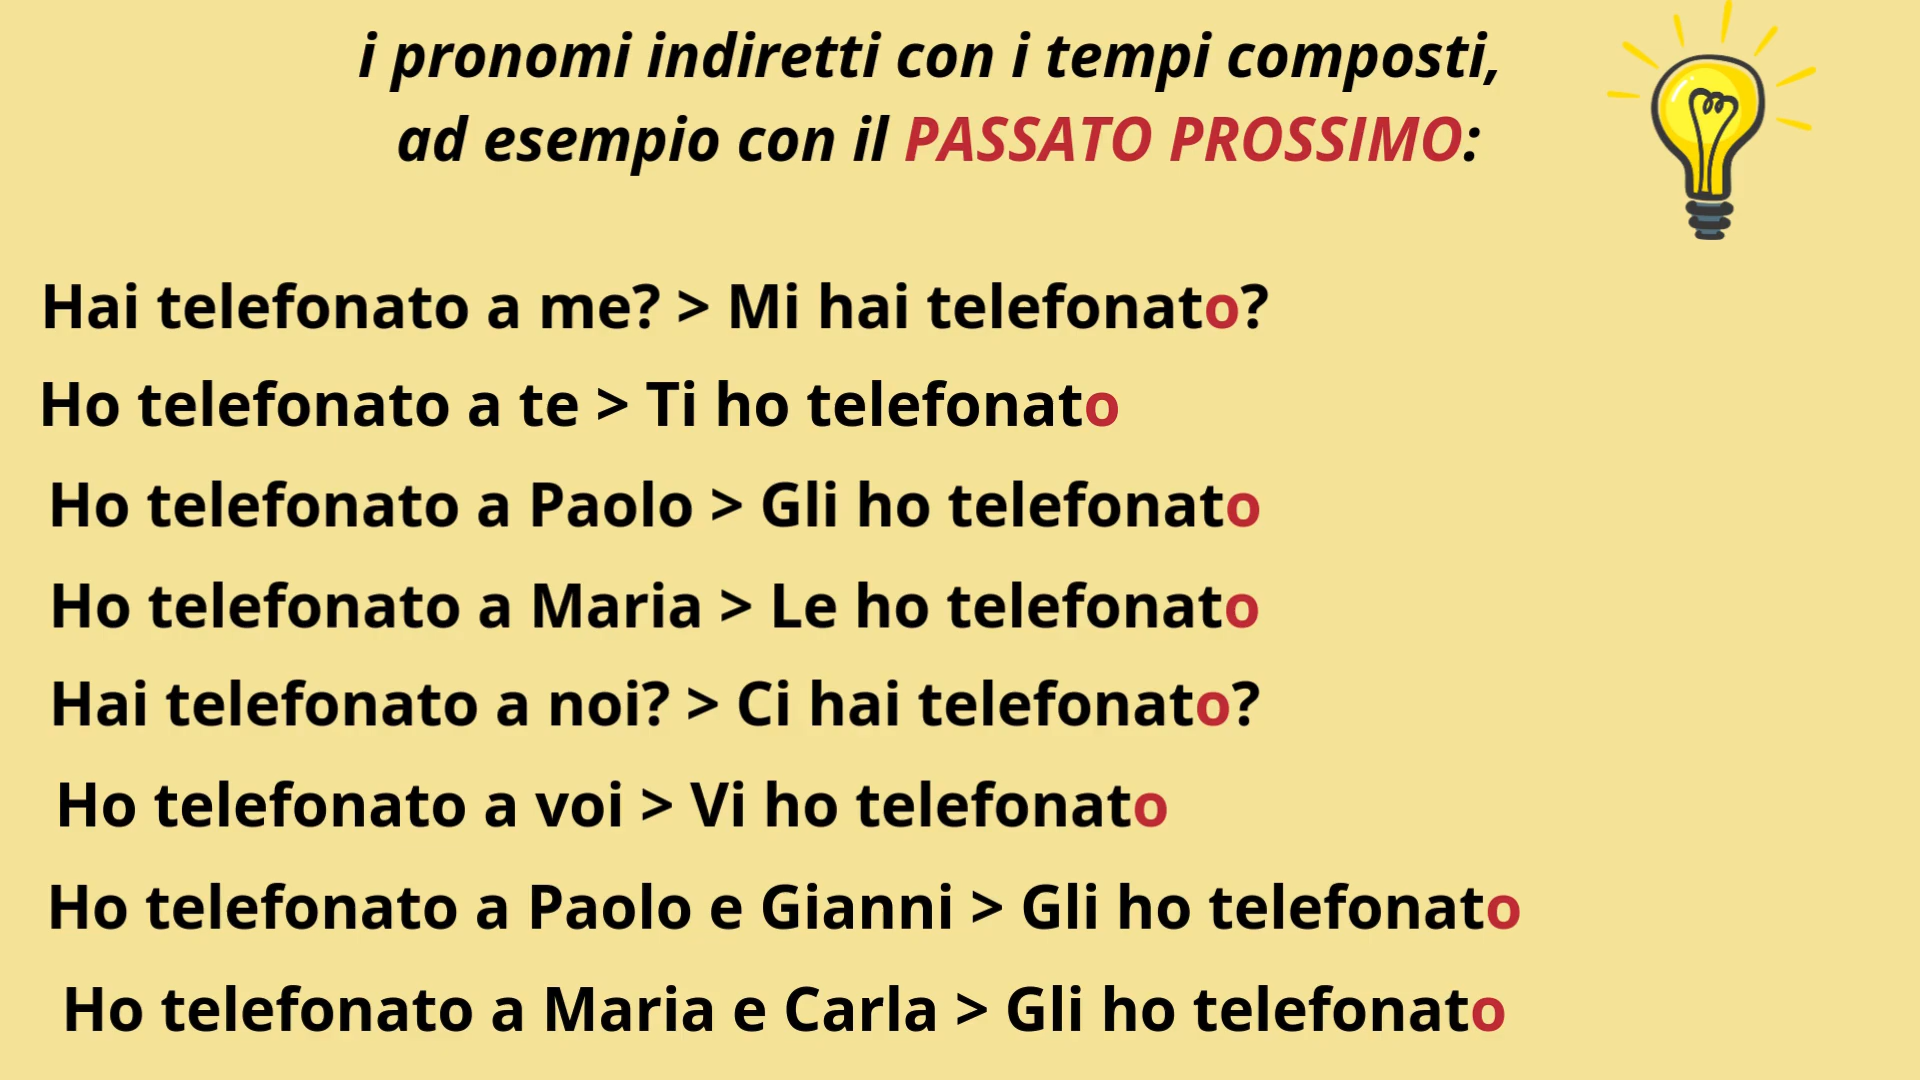 i pronomi indiretti con i tempi composti,
ad esempio con il PASSATO PROSSIMO:
Hai telefonato a me? > Mi hai telefonato?
Ho telefonato a te > Ti ho telefonato
Ho telefonato a Paolo > Gli ho telefonato
Ho telefonato a Maria > Le ho telefonato
Hai telefonato a noi? > Ci hai telefonato?
Ho telefonato a voi > Vi ho telefonato
Ho telefonato a Paolo e Gianni > Gli ho telefonato
Ho telefonato a Maria e Carla > Gli ho telefonato